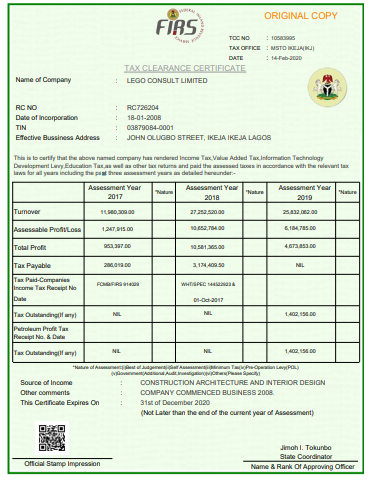 ORIGINAL COPY
FIRS
TCC NO : 10583995
TAX OFFICE : MSTO IKEJA(IKJ)
DATE : 14-Feb-2020
TAX CLEARANCE CERTIFICATE
Name of Company : LEGO CONSULT LIMITED
RC NO : RC726204
Date of Incorporation : 18-01-2008
TIN : 03879084-0001
Effective Bussiness Address : JOHN OLUGBO STREET, IKEJA IKEJA LAGOS
This is to certify that the above named company has rendered Income Tax,Value Added Tax,Information Technology
Development Levy,Education Tax,as well as other tax returns and paid the assessed taxes in accordance with the relevant tax
laws for all years including the past three assessment years as detailed hereunder:-
Assessment Year 2017 *Nature Assessment Year 2018 *Nature Assessment Year 2019 *Nature
Turnover 11,980,309.00 27,252,520.00 25,832,062.00
Assessable Profit/Loss 1,247,915.00 10,652,784.00 6,184,785.00
Total Profit 953,397.00 10,581,365.00 4,673,853.00
Tax Payable 286,019.00 3,174,409.50 NIL
Tax Paid-Companies
Income Tax Receipt No FCMB/FIRS 914029 WHT/SPEC 144522923 &
Date 01-Oct-2017
Tax Outstanding(If any) NIL NIL 1,402,156.00
Petroleum Profit Tax
Receipt No. & Date
Tax Outstanding(If any) NIL NIL 1,402,156.00
*Nature of Assessment:(i)Best of Judgement(ii)Self Assessment(iii)Minimum Tax(iv)Pre-Operation Levy(POL)
(v)Government(Additional,Audit,Investigation)(vi)Others(Please Specify)
Source of Income : CONSTRUCTION ARCHITECTURE AND INTERIOR DESIGN
Other comments : COMPANY COMMENCED BUSINESS 2008.
This Certificate Expires On : 31st of December 2020
(Not Later than the end of the current year of Assessment)
Jimoh I. Tokunbo
State Coordinator
Official Stamp Impression
Name & Rank Of Approving Officer